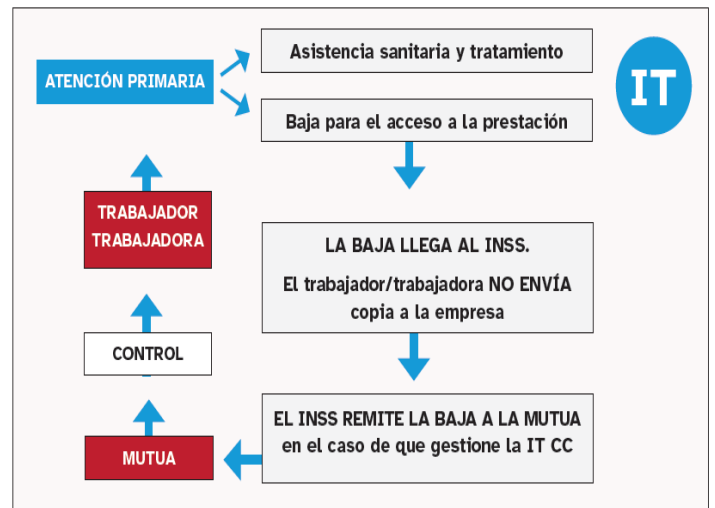 Asistencia sanitaria y tratamiento
ATENCIÓN PRIMARIA
IT
Baja para el acceso a la prestación
TRABAJADOR
TRABAJADORA
LA BAJA LLEGA AL INSS.
El trabajador/trabajadora NO ENVÍA
copia a la empresa
CONTROL
EL INSS REMITE LA BAJA A LA MUTUA
en el caso de que gestione la IT CC
MUTUA